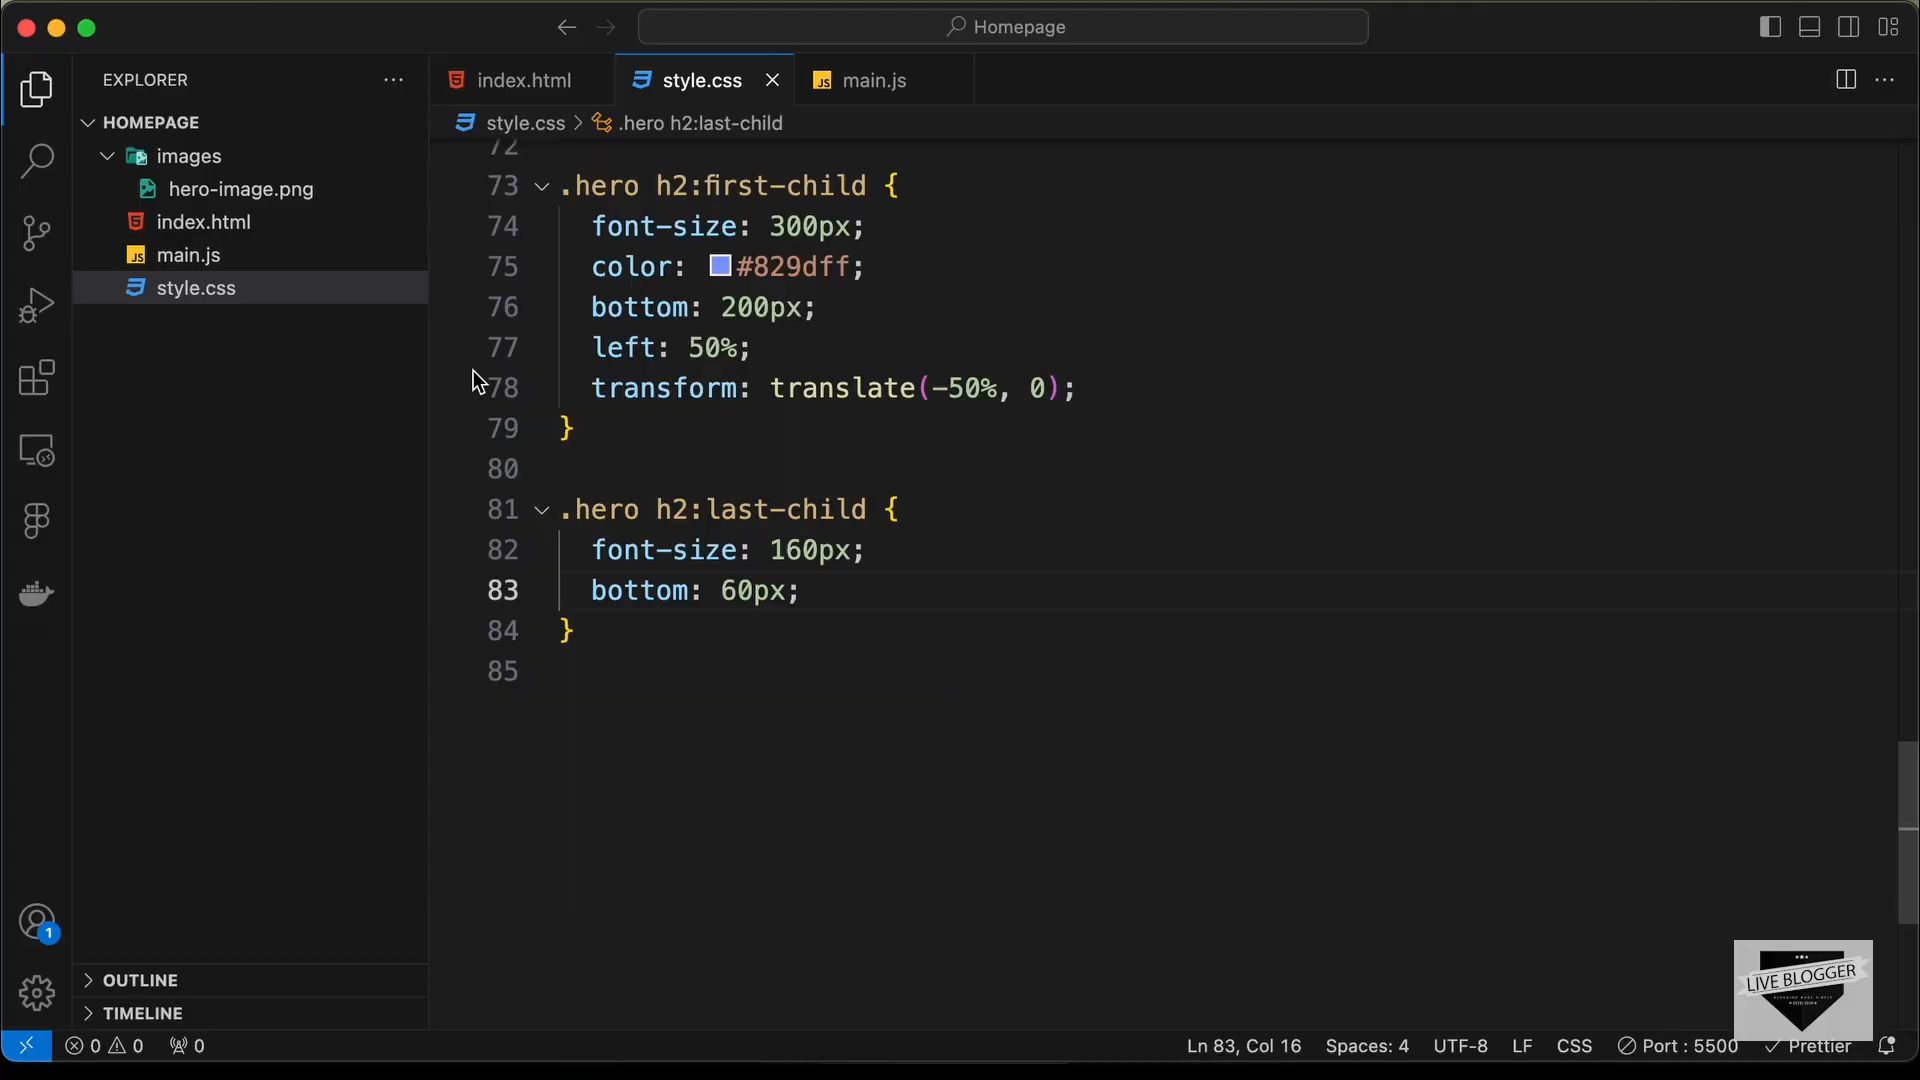 Homepage
EXPLORER
index.html
style.css
main.js
HOMEPAGE
style.css
.hero h2:last-child
images
hero-image.png
index.html
main.js
style.css
72
73 .hero h2:first-child {
74 font-size: 300px;
75 color: #829dff;
76 bottom: 200px;
77 left: 50%;
78 transform: translate(-50%, 0);
79 }
80
81 .hero h2:last-child {
82 font-size: 160px;
83 bottom: 60px;
84 }
85
1
OUTLINE
TIMELINE
LIVE BLOGGER
0 0 0
Ln 83, Col 16 Spaces: 4 UTF-8 LF CSS Port : 5500 Prettier